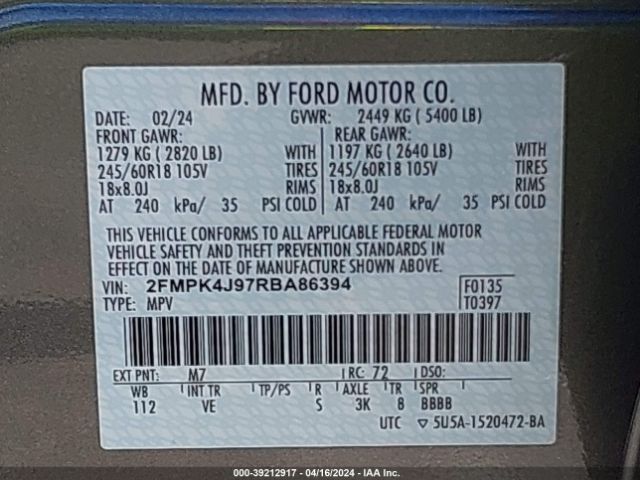 MFD. BY FORD MOTOR CO.
DATE: 02/24 GVWR: 2449 KG ( 5400 LB)
FRONT GAWR: REAR GAWR:
1279 KG ( 2820 LB) WITH 1197 KG ( 2640 LB) WITH
245/60R18 105V TIRES 245/60R18 105V TIRES
18x8.0J RIMS 18x8.0J RIMS
AT 240 kPa/ 35 PSI COLD AT 240 kPa/ 35 PSI COLD
THIS VEHICLE CONFORMS TO ALL APPLICABLE FEDERAL MOTOR
VEHICLE SAFETY AND THEFT PREVENTION STANDARDS IN
EFFECT ON THE DATE OF MANUFACTURE SHOWN ABOVE.
VIN: 2FMPK4J97RBA86394 F0135
TYPE: MPV T0397
EXT PNT: M7 RC: 72 DSO:
WB INT TR TP/PS R AXLE TR SPR
112 VE S 3K 8 BBBB
UTC 5U5A-1520472-BA
000-39212917 | 04/16/2024 | IAA Inc.